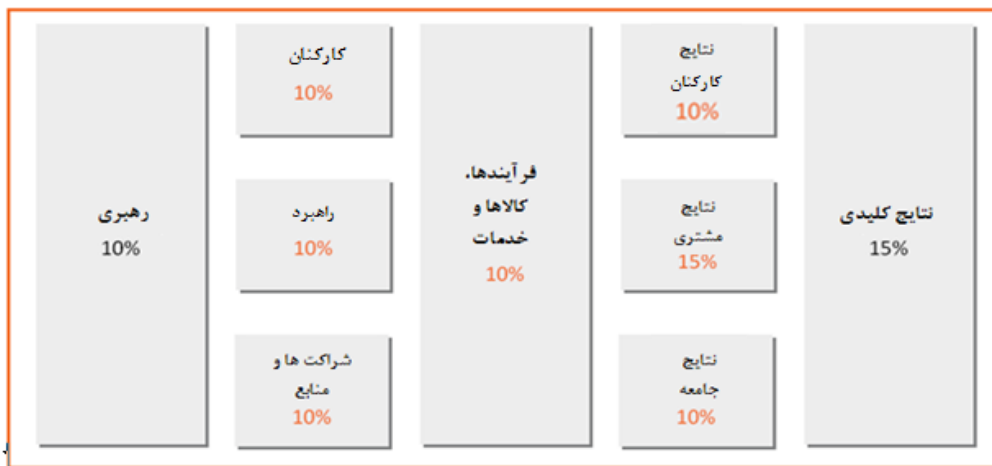 رهبری
10%
کارکنان
10%
راهبرد
10%
شراکت ها و
منابع
10%
فرآیندها،
کالاها و
خدمات
10%
نتایج
کارکنان
10%
نتایج
مشتری
15%
نتایج
جامعه
10%
نتایج کلیدی
15%